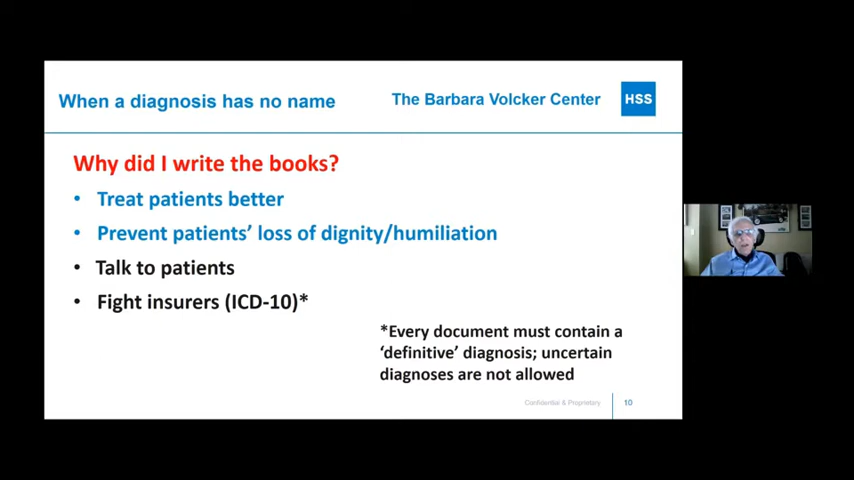 When a diagnosis has no name
The Barbara Volcker Center
HSS
Why did I write the books?
• Treat patients better
• Prevent patients’ loss of dignity/humiliation
• Talk to patients
• Fight insurers (ICD-10)*
*Every document must contain a
‘definitive’ diagnosis; uncertain
diagnoses are not allowed
Confidential & Proprietary
10